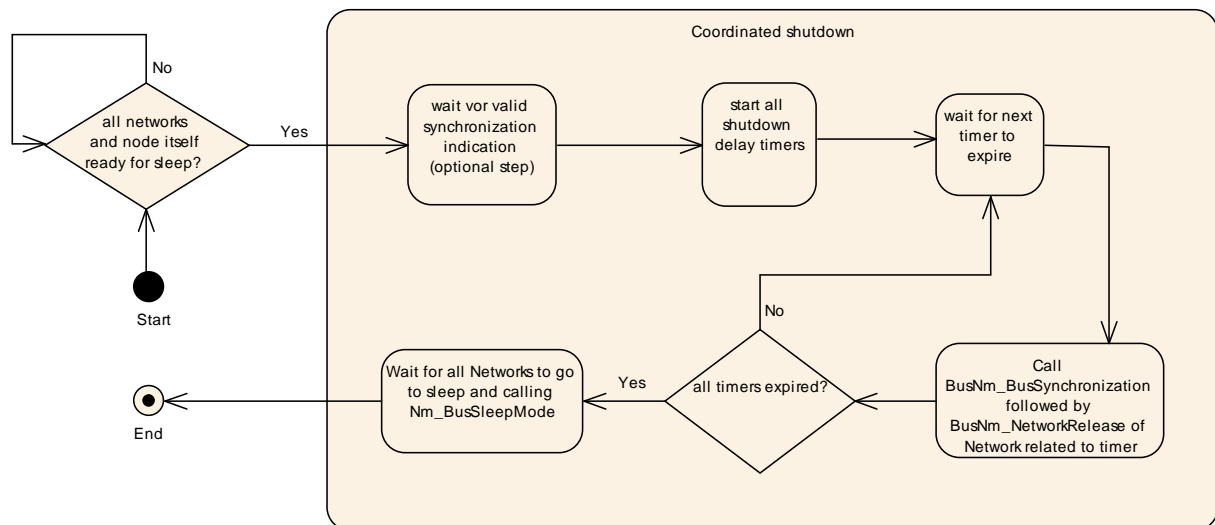 Coordinated shutdown
No
all networks
and node itself
ready for sleep?
Yes
wait vor valid
synchronization
indication
(optional step)
start all
shutdown
delay timers
wait for next
timer to
expire
Start
No
Wait for all Networks to go
to sleep and calling
Nm_BusSleepMode
Yes
all timers expired?
Call
BusNm_BusSynchronization
followed by
BusNm_NetworkRelease of
Network related to timer
End